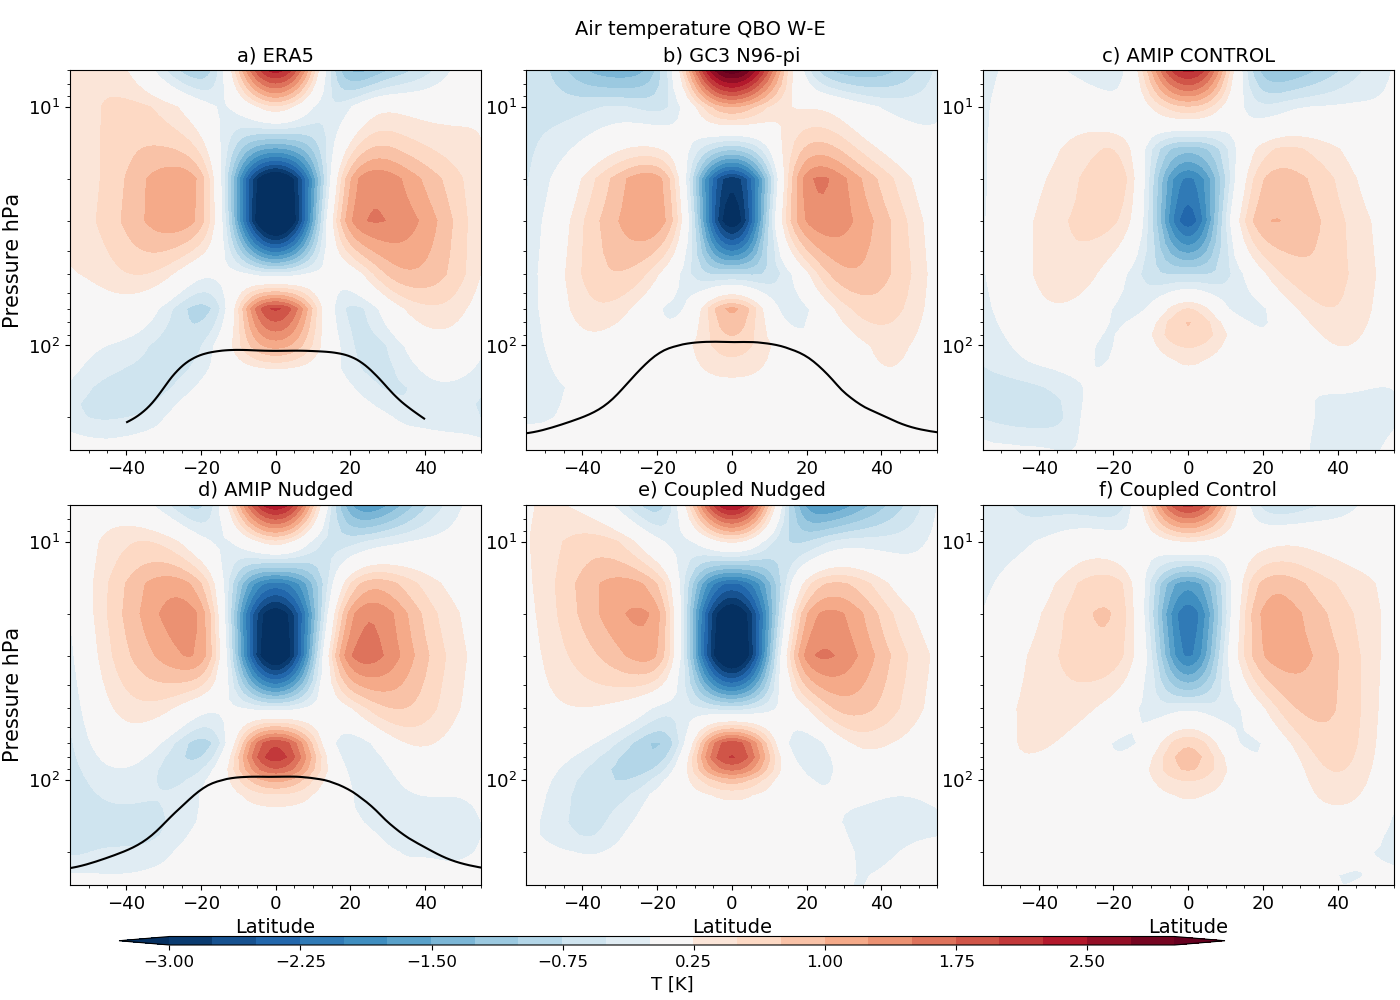 Air temperature QBO W-E
a) ERA5
b) GC3 N96-pi
c) AMIP CONTROL
Pressure hPa
10¹
10²
10¹
10²
10¹
10²
−40 −20 0 20 40
−40 −20 0 20 40
−40 −20 0 20 40
d) AMIP Nudged
e) Coupled Nudged
f) Coupled Control
Pressure hPa
10¹
10²
10¹
10²
10¹
10²
−40 −20 0 20 40
−40 −20 0 20 40
−40 −20 0 20 40
Latitude
Latitude
Latitude
−3.00 −2.25 −1.50 −0.75 0.25 1.00 1.75 2.50
T [K]